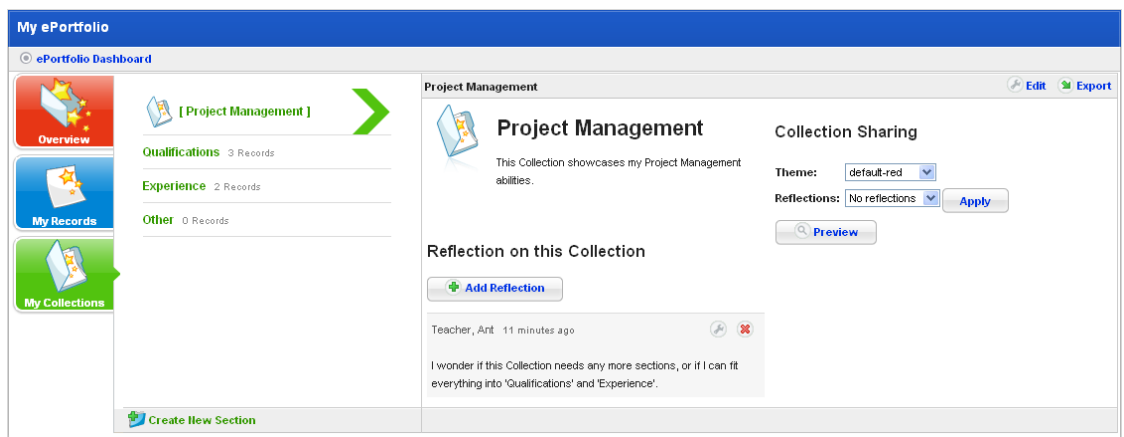 My ePortfolio
ePortfolio Dashboard
Overview
My Records
My Collections
[ Project Management ]
Qualifications 3 Records
Experience 2 Records
Other 0 Records
Create New Section
Project Management
Edit Export
Project Management
This Collection showcases my Project Management
abilities.
Collection Sharing
Theme: default-red
Reflections: No reflections Apply
Preview
Reflection on this Collection
Add Reflection
Teacher, Ant 11 minutes ago
I wonder if this Collection needs any more sections, or if I can fit
everything into 'Qualifications' and 'Experience'.